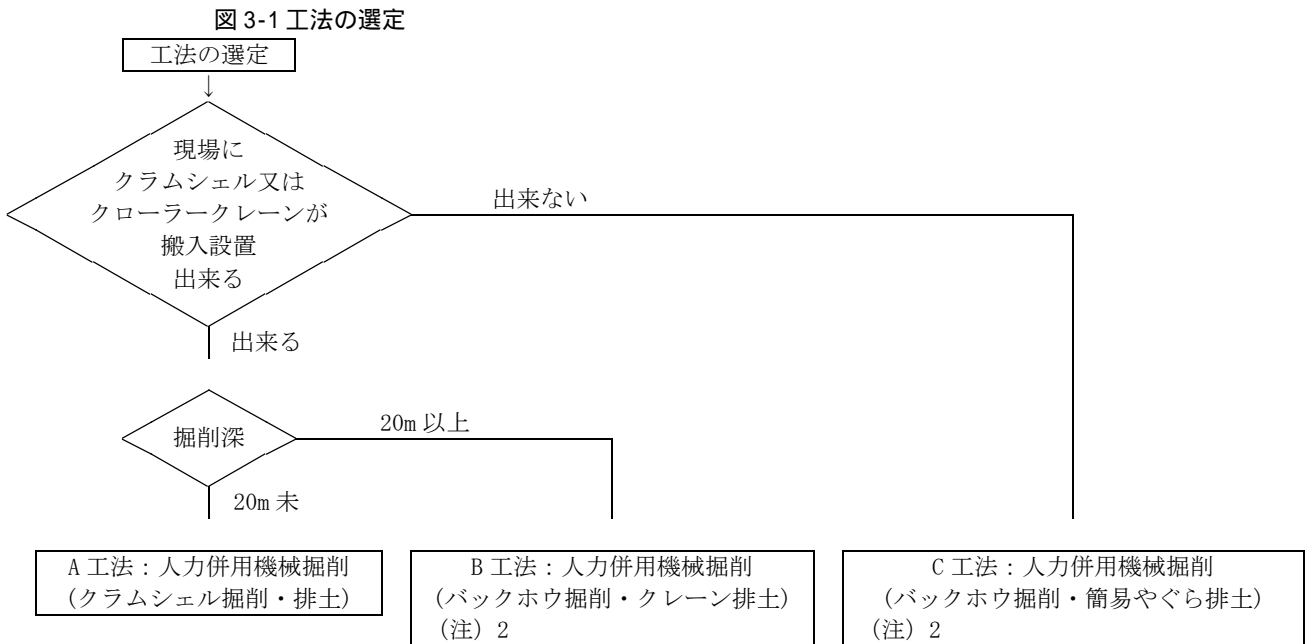 図 3-1 工法の選定
工法の選定
↓
現場に
クラムシェル又は
クローラークレーンが
搬入設置
出来る
出来ない
出来る
掘削深
20m 以上
20m 未
A 工法：人力併用機械掘削
(クラムシェル掘削・排土)
B 工法：人力併用機械掘削
(バックホウ掘削・クレーン排土)
(注) 2
C 工法：人力併用機械掘削
(バックホウ掘削・簡易やぐら排土)
(注) 2